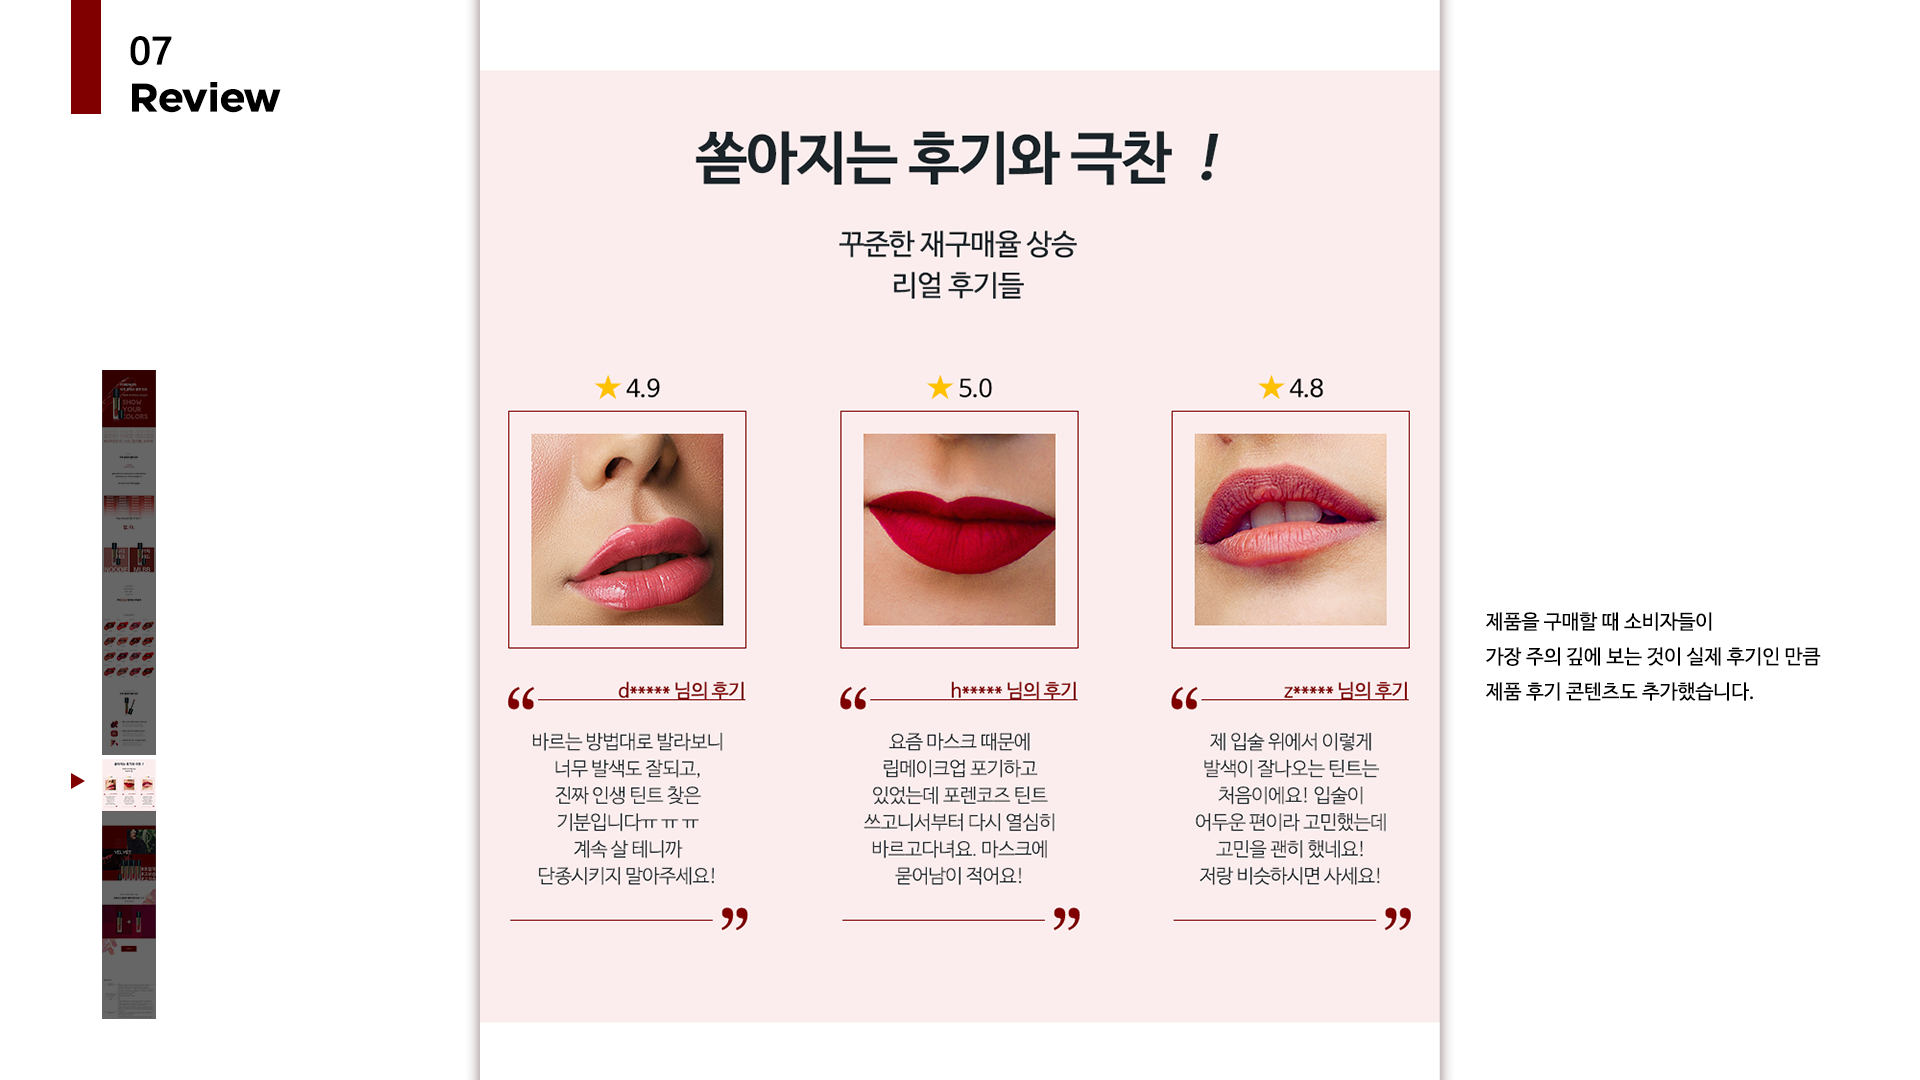 07
Review
쏟아지는 후기와 극찬 !
꾸준한 재구매율 상승
리얼 후기들
★ 4.9
d***** 님의 후기
바르는 방법대로 발라보니
너무 발색도 잘되고,
진짜 인생 틴트 찾은
기분입니다ㅠㅠㅠ
계속 살 테니까
단종시키지 말아주세요!
★ 5.0
h***** 님의 후기
요즘 마스크 때문에
립메이크업 포기하고
있었는데 포렌코즈 틴트
쓰고니서부터 다시 열심히
바르고다녀요. 마스크에
묻어남이 적어요!
★ 4.8
z***** 님의 후기
제 입술 위에서 이렇게
발색이 잘나오는 틴트는
처음이에요! 입술이
어두운 편이라 고민했는데
고민을 괜히 했네요!
저랑 비슷하시면 사세요!
제품을 구매할 때 소비자들이
가장 주의 깊에 보는 것이 실제 후기인 만큼
제품 후기 콘텐츠도 추가했습니다.
SHOW
YOUR
COLORS
VELVET